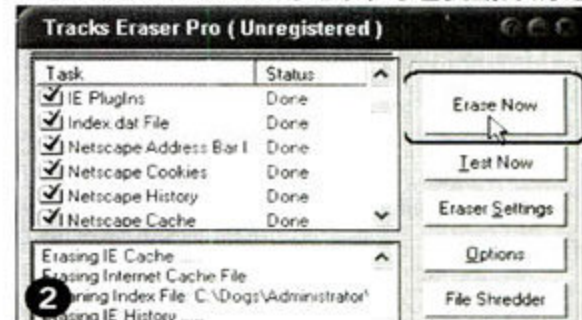 Tracks Eraser Pro ( Unregistered )
Task Status
IE PlugIns Done
Index.dat File Done
Netscape Address Bar Done
Netscape Cookies Done
Netscape History Done
Netscape Cache Done
Erase Now
Test Now
Eraser Settings
Options
File Shredder
Erasing IE Cache
Erasing Internet Cache File
Index File: C:\Dogs\Administrator\
Erasing IE History
2